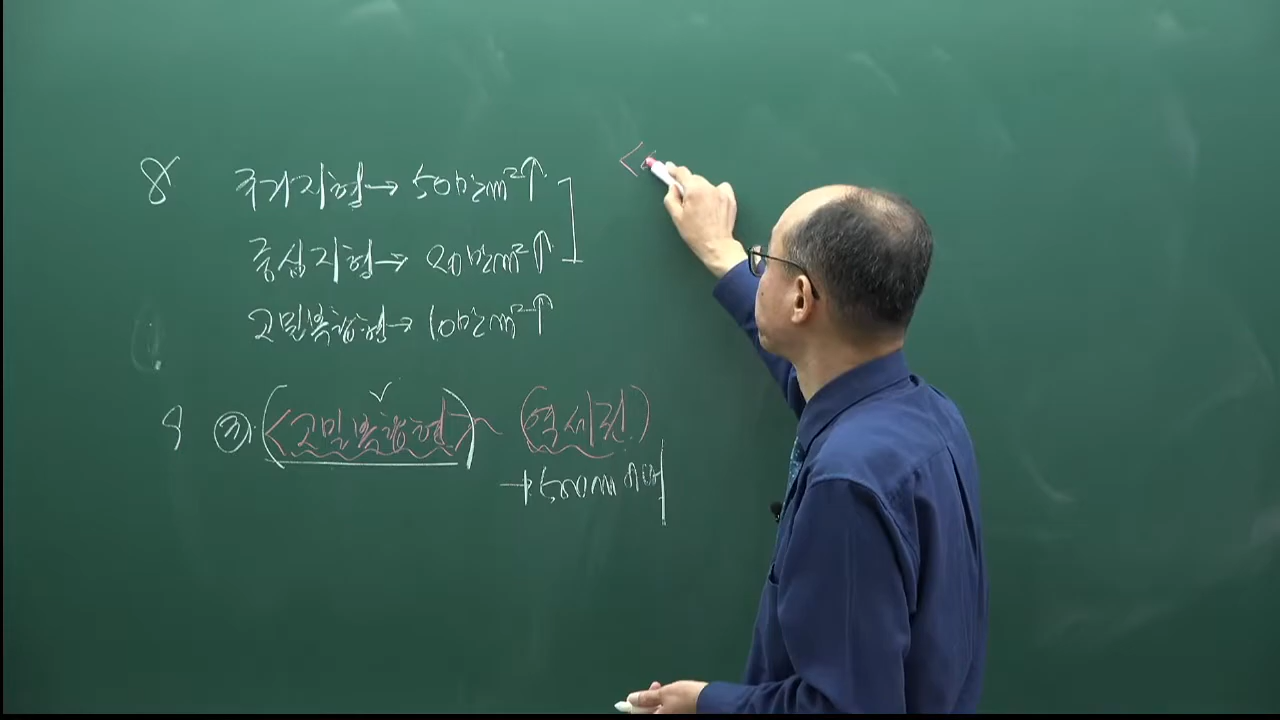 8 주거지형→ 50만m²↑
중심지형→ 20만m²↑
고밀복합형→ 10만m²↑
9 ③ (<고밀복합형>~ (역세권)
→500m 이내
<